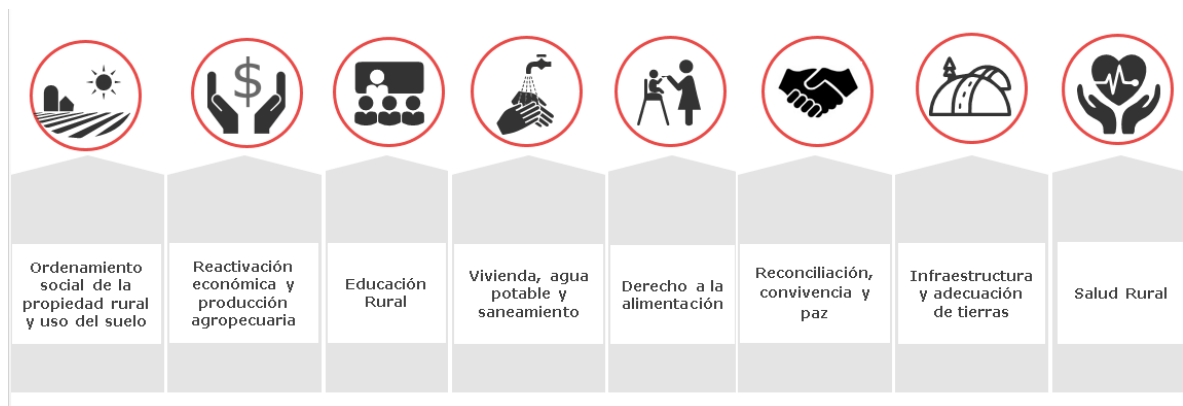 Ordenamiento
social de la
propiedad rural
y uso del suelo
Reactivación
económica y
producción
agropecuaria
Educación
Rural
Vivienda, agua
potable y
saneamiento
Derecho a la
alimentación
Reconciliación,
convivencia y
paz
Infraestructura
y adecuación
de tierras
Salud Rural